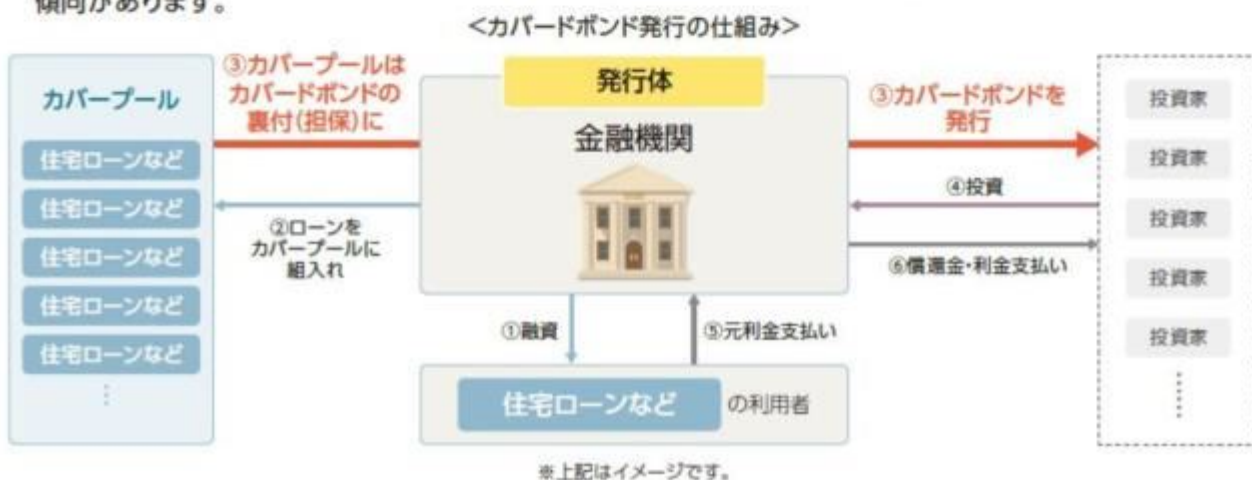 傾向があります。
<カバードボンド発行の仕組み>
カバープール
住宅ローンなど
住宅ローンなど
住宅ローンなど
住宅ローンなど
住宅ローンなど
③カバープールは
カバードボンドの
裏付(担保)に
②ローンを
カバープールに
組入れ
発行体
金融機関
①融資
⑤元利金支払い
住宅ローンなど の利用者
③カバードボンドを
発行
④投資
⑥償還金・利金支払い
投資家
投資家
投資家
投資家
投資家
※上記はイメージです。